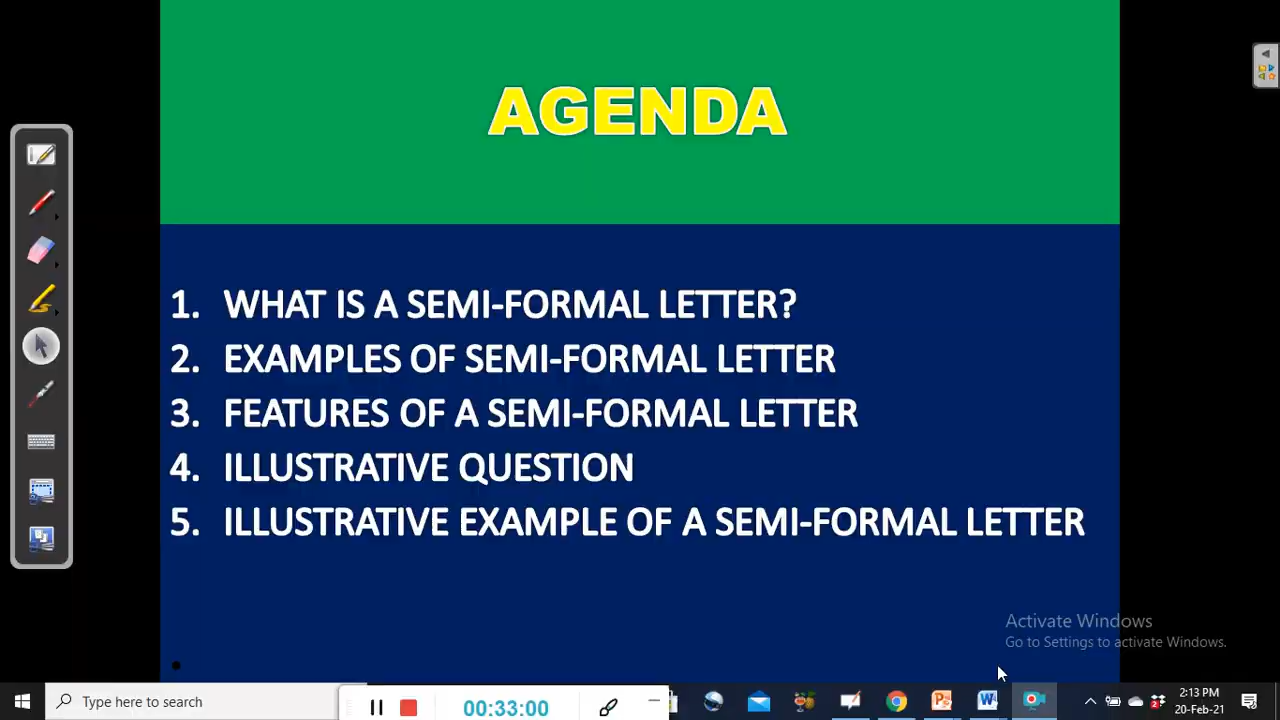 AGENDA
1. WHAT IS A SEMI-FORMAL LETTER?
2. EXAMPLES OF SEMI-FORMAL LETTER
3. FEATURES OF A SEMI-FORMAL LETTER
4. ILLUSTRATIVE QUESTION
5. ILLUSTRATIVE EXAMPLE OF A SEMI-FORMAL LETTER
Activate Windows
Go to Settings to activate Windows.
Type here to search
00:33:00
2:13 PM
20-Feb-21